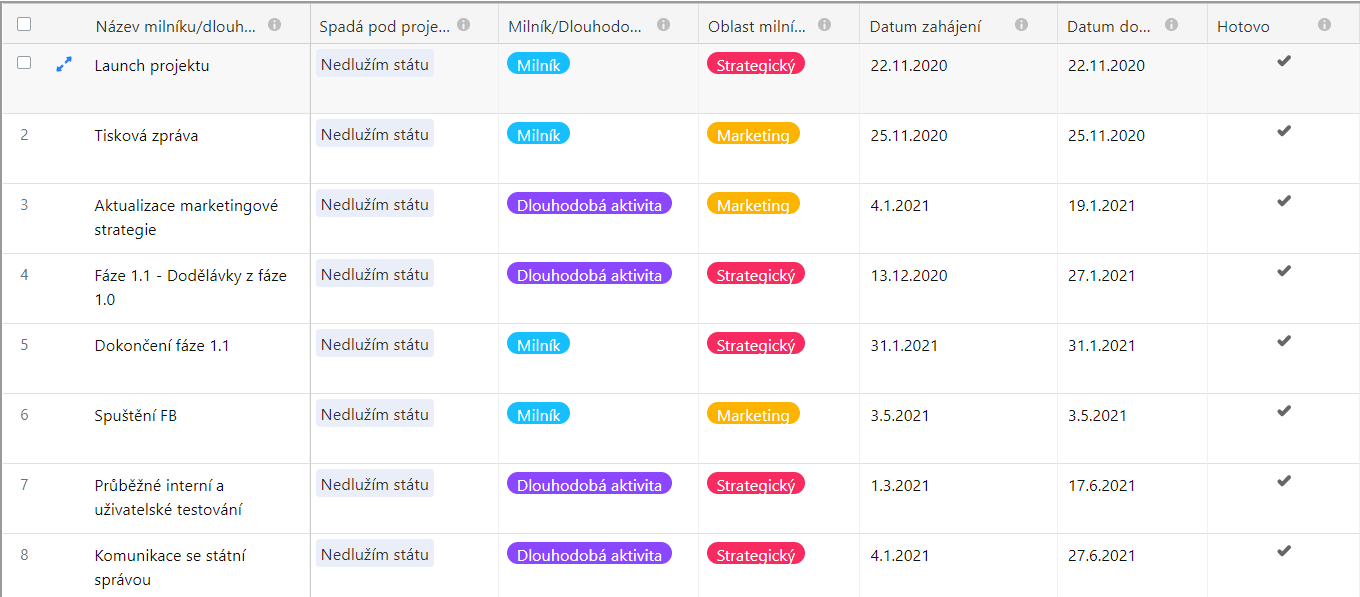 Název milníku/dlouh... Spadá pod proje... Milník/Dlouhodo... Oblast milní... Datum zahájení Datum do... Hotovo
Launch projektu Nedlužím státu Milník Strategický 22.11.2020 22.11.2020
2 Tisková zpráva Nedlužím státu Milník Marketing 25.11.2020 25.11.2020
3 Aktualizace marketingové Nedlužím státu Dlouhodobá aktivita Marketing 4.1.2021 19.1.2021
strategie
4 Fáze 1.1 - Dodělávky z fáze Nedlužím státu Dlouhodobá aktivita Strategický 13.12.2020 27.1.2021
1.0
5 Dokončení fáze 1.1 Nedlužím státu Milník Strategický 31.1.2021 31.1.2021
6 Spuštění FB Nedlužím státu Milník Marketing 3.5.2021 3.5.2021
7 Průběžné interní a Nedlužím státu Dlouhodobá aktivita Strategický 1.3.2021 17.6.2021
uživatelské testování
8 Komunikace se státní Nedlužím státu Dlouhodobá aktivita Strategický 4.1.2021 27.6.2021
správou